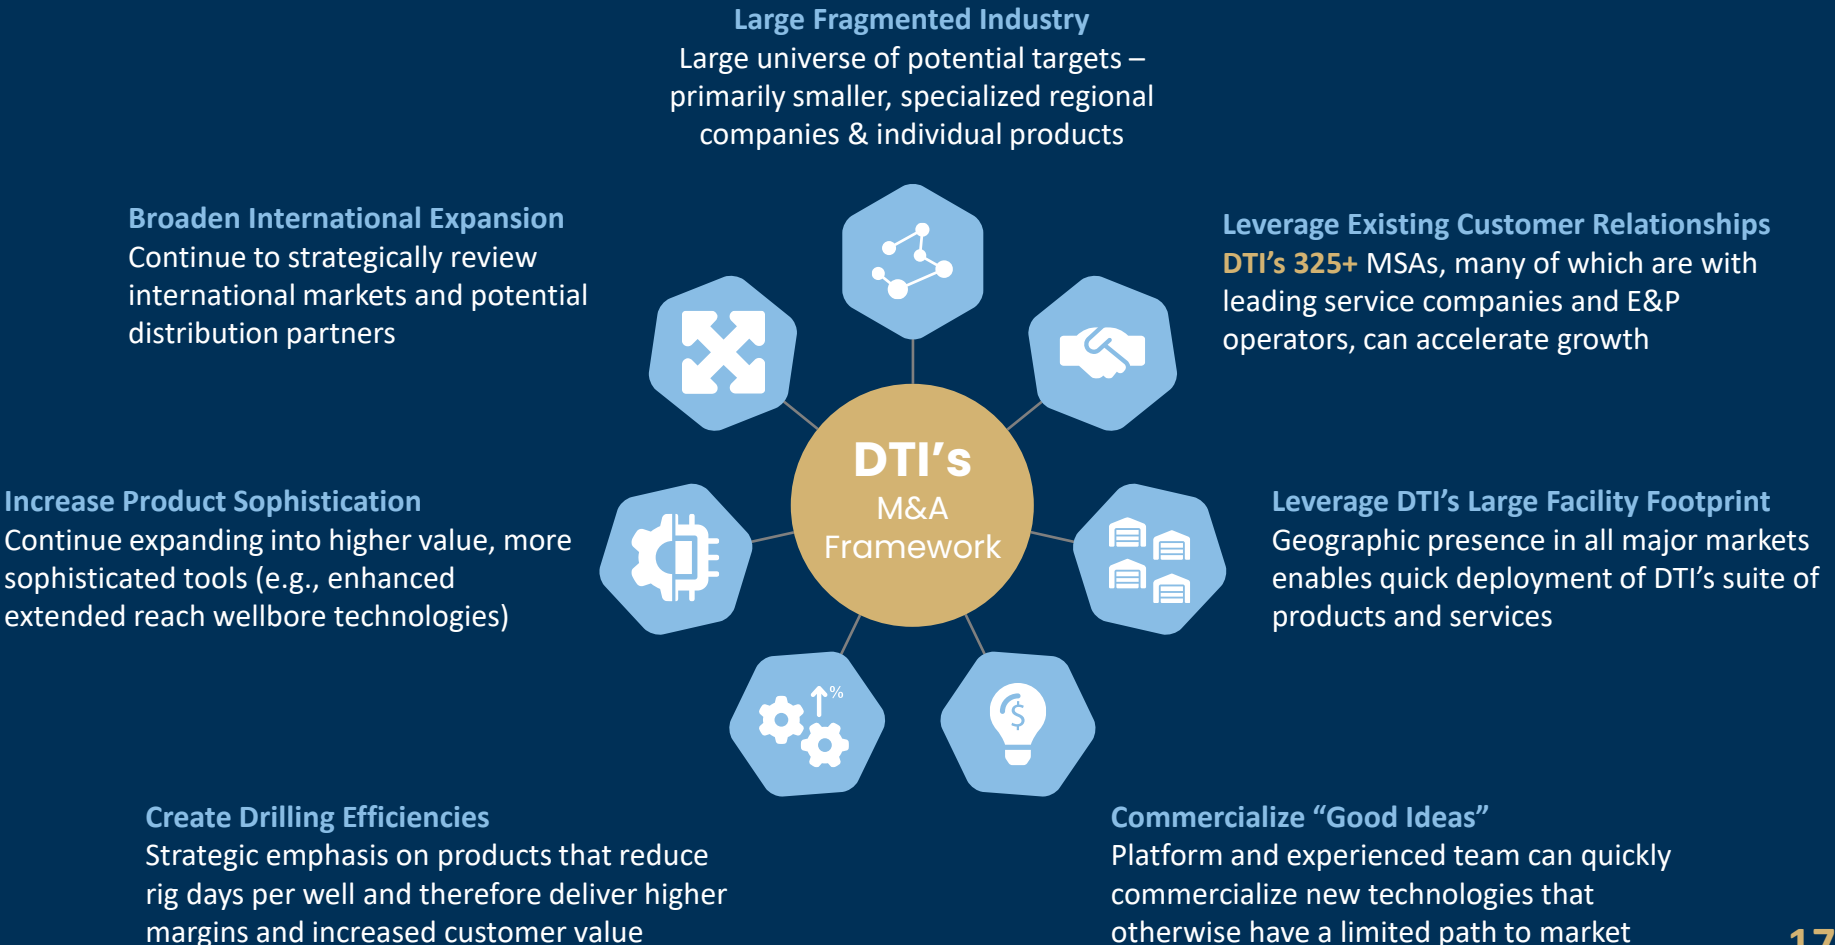 Large Fragmented Industry
Large universe of potential targets –
primarily smaller, specialized regional
companies & individual products
Broaden International Expansion
Continue to strategically review
international markets and potential
distribution partners
Leverage Existing Customer Relationships
DTI’s 325+ MSAs, many of which are with
leading service companies and E&P
operators, can accelerate growth
DTI’s
M&A
Framework
Increase Product Sophistication
Continue expanding into higher value, more
sophisticated tools (e.g., enhanced
extended reach wellbore technologies)
Leverage DTI’s Large Facility Footprint
Geographic presence in all major markets
enables quick deployment of DTI’s suite of
products and services
%
$
Create Drilling Efficiencies
Strategic emphasis on products that reduce
rig days per well and therefore deliver higher
margins and increased customer value
Commercialize “Good Ideas”
Platform and experienced team can quickly
commercialize new technologies that
otherwise have a limited path to market
17